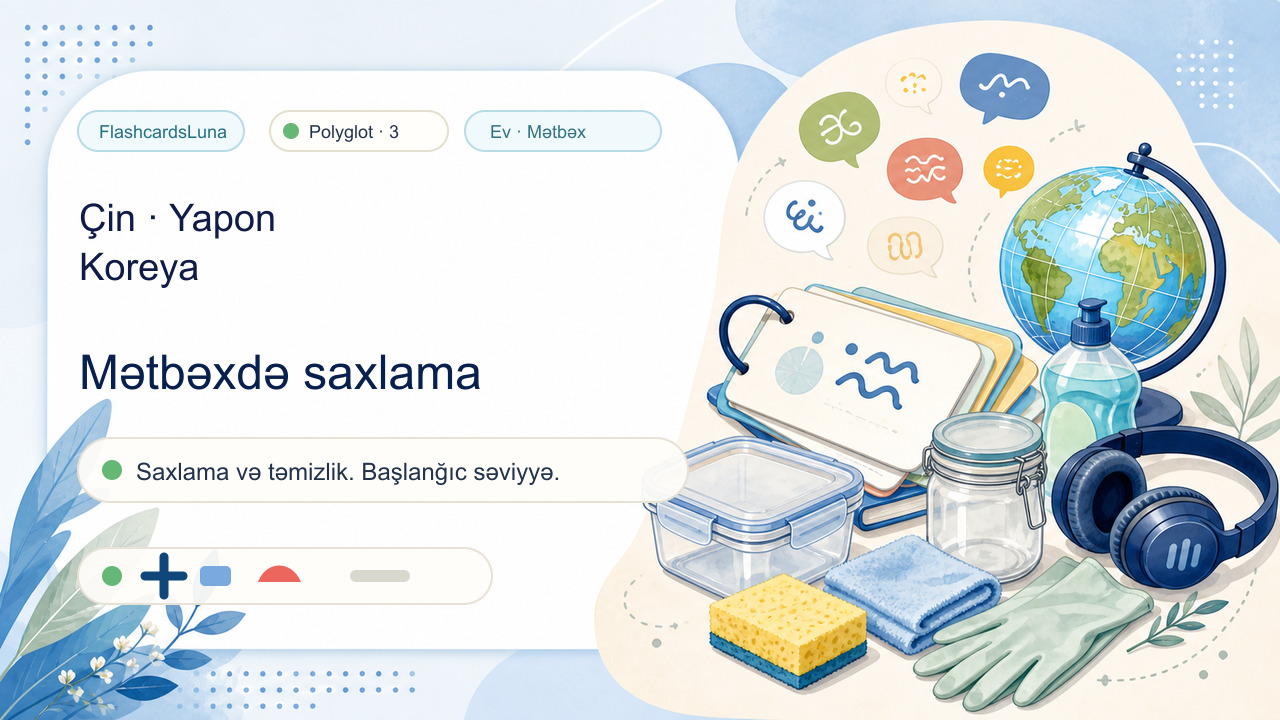 FlashcardsLuna
Polyglot · 3
Ev · Mətbəx
Çin · Yapon
Koreya
Mətbəxdə saxlama
Saxlama və təmizlik. Başlanğıc səviyyə.